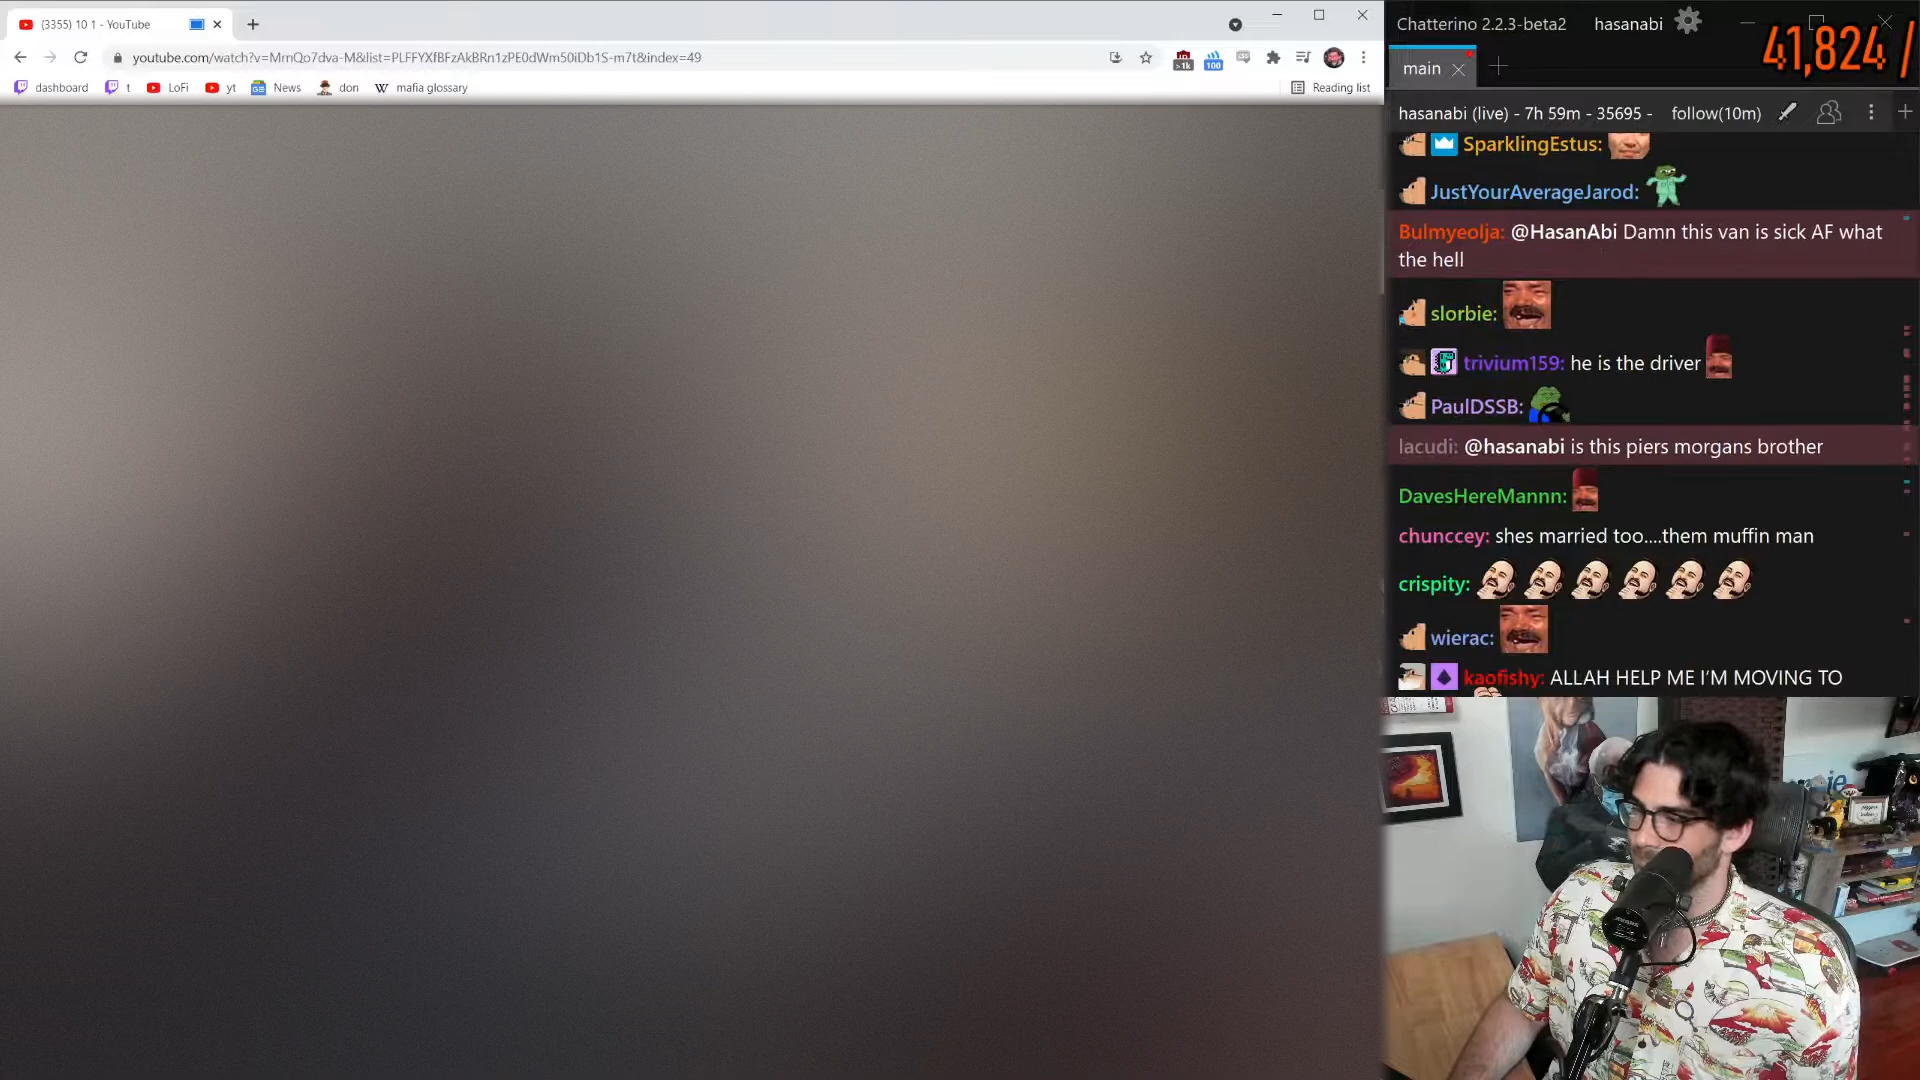 (3355) 10 1 - YouTube
youtube.com/watch?v=MrnQo7dva-M&list=PLFFYXfBFzAkBRn1zPE0dWm50iDb1S-m7t&index=49
dashboard t LoFi yt News don mafia glossary Reading list
>1k 100
Chatterino 2.2.3-beta2 hasanabi
41,824 /
main
hasanabi (live) - 7h 59m - 35695 - follow(10m)
SparklingEstus:
JustYourAverageJarod:
Bulmyeolja: @HasanAbi Damn this van is sick AF what
the hell
slorbie:
trivium159: he is the driver
PaulDSSB:
lacudi: @hasanabi is this piers morgans brother
DavesHereMannn:
chunccey: shes married too....them muffin man
crispity:
wierac:
kaofishy: ALLAH HELP ME I'M MOVING TO